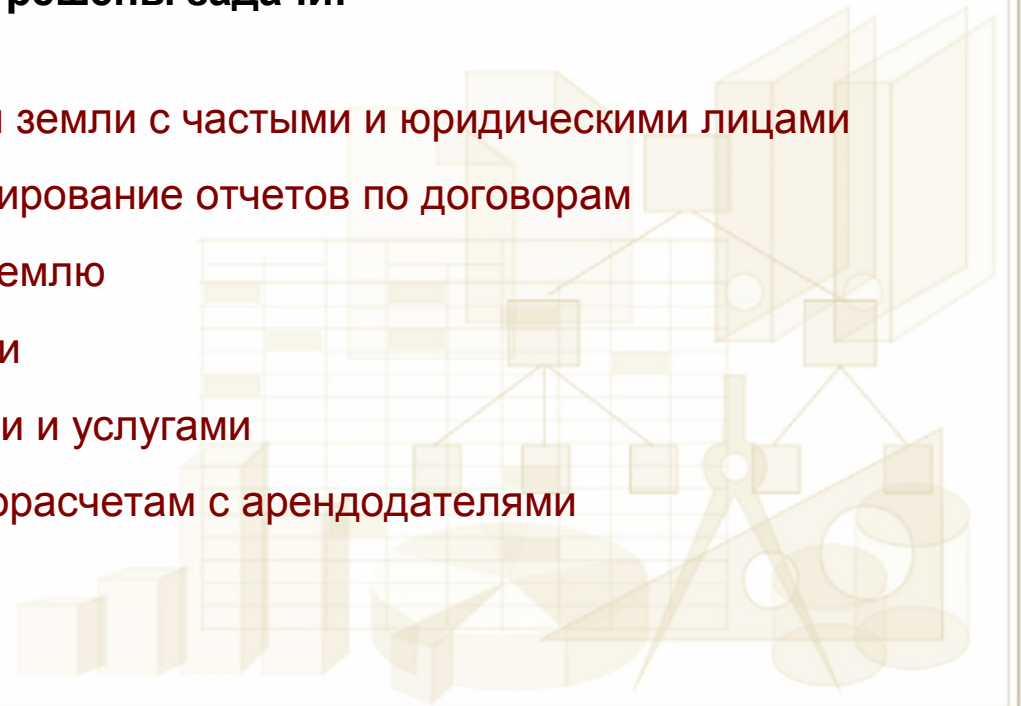 решены задачи:
и земли с частыми и юридическими лицами
ирование отчетов по договорам
емлю
и
и и услугами
орасчетам с арендодателями